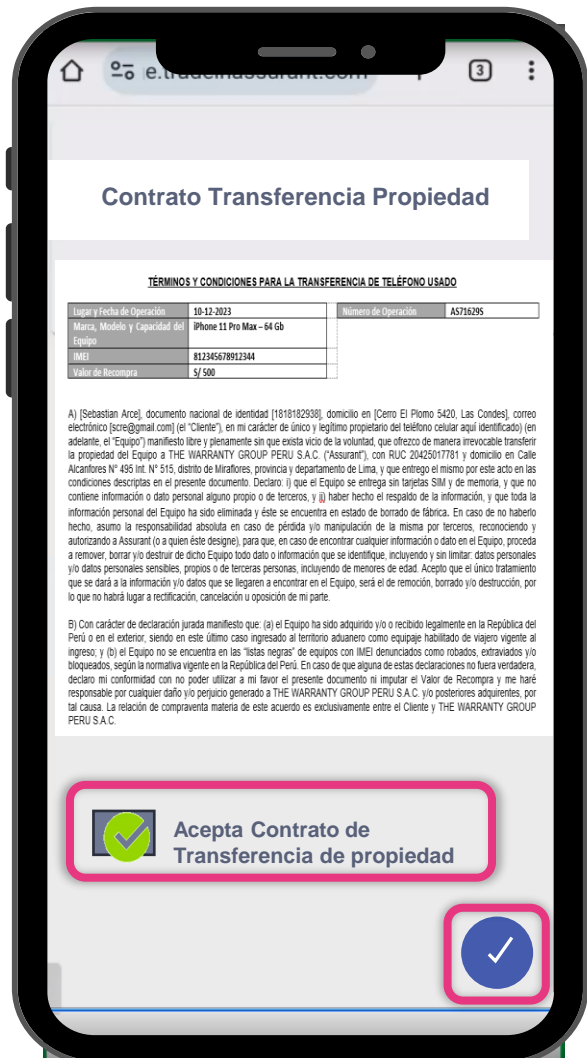 3
Contrato Transferencia Propiedad
TÉRMINOS Y CONDICIONES PARA LA TRANSFERENCIA DE TELÉFONO USADO
Lugar y Fecha de Operación 10-12-2023 Número de Operación AS71629S
Marca, Modelo y Capacidad del iPhone 11 Pro Max – 64 Gb
Equipo
IMEI 812345678912344
Valor de Recompra S/ 500
A) [Sebastian Arce], documento nacional de identidad [1818182938], domicilio en [Cerro El Plomo 5420, Las Condes], correo
electrónico [scre@gmail.com] (el “Cliente”), en mi carácter de único y legítimo propietario del teléfono celular aquí identificado) (en
adelante, el “Equipo”) manifiesto libre y plenamente sin que exista vicio de la voluntad, que ofrezco de manera irrevocable transferir
la propiedad del Equipo a THE WARRANTY GROUP PERU S.A.C. (“Assurant”), con RUC 20425017781 y domicilio en Calle
Alcanfores N° 495 Int. N° 515, distrito de Miraflores, provincia y departamento de Lima, y que entrego el mismo por este acto en las
condiciones descriptas en el presente documento. Declaro: i) que el Equipo se entrega sin tarjetas SIM y de memoria, y que no
contiene información o dato personal alguno propio o de terceros, y ii) haber hecho el respaldo de la información, y que toda la
información personal del Equipo ha sido eliminada y éste se encuentra en estado de borrado de fábrica. En caso de no haberlo
hecho, asumo la responsabilidad absoluta en caso de pérdida y/o manipulación de la misma por terceros, reconociendo y
autorizando a Assurant (o a quien éste designe), para que, en caso de encontrar cualquier información o dato en el Equipo, proceda
a remover, borrar y/o destruir de dicho Equipo todo dato o información que se identifique, incluyendo y sin limitar: datos personales
y/o datos personales sensibles, propios o de terceras personas, incluyendo de menores de edad. Acepto que el único tratamiento
que se dará a la información y/o datos que se llegaren a encontrar en el Equipo, será el de remoción, borrado y/o destrucción, por
lo que no habrá lugar a rectificación, cancelación u oposición de mi parte.
B) Con carácter de declaración jurada manifiesto que: (a) el Equipo ha sido adquirido y/o o recibido legalmente en la República del
Perú o en el exterior, siendo en este último caso ingresado al territorio aduanero como equipaje habilitado de viajero vigente al
ingreso; y (b) el Equipo no se encuentra en las “listas negras” de equipos con IMEI denunciados como robados, extraviados y/o
bloqueados, según la normativa vigente en la República del Perú. En caso de que alguna de estas declaraciones no fuera verdadera,
declaro mi conformidad con no poder utilizar a mi favor el presente documento ni imputar el Valor de Recompra y me haré
responsable por cualquier daño y/o perjuicio generado a THE WARRANTY GROUP PERU S.A.C. y/o posteriores adquirentes, por
tal causa. La relación de compraventa materia de este acuerdo es exclusivamente entre el Cliente y THE WARRANTY GROUP
PERU S.A.C.
Acepta Contrato de
Transferencia de propiedad